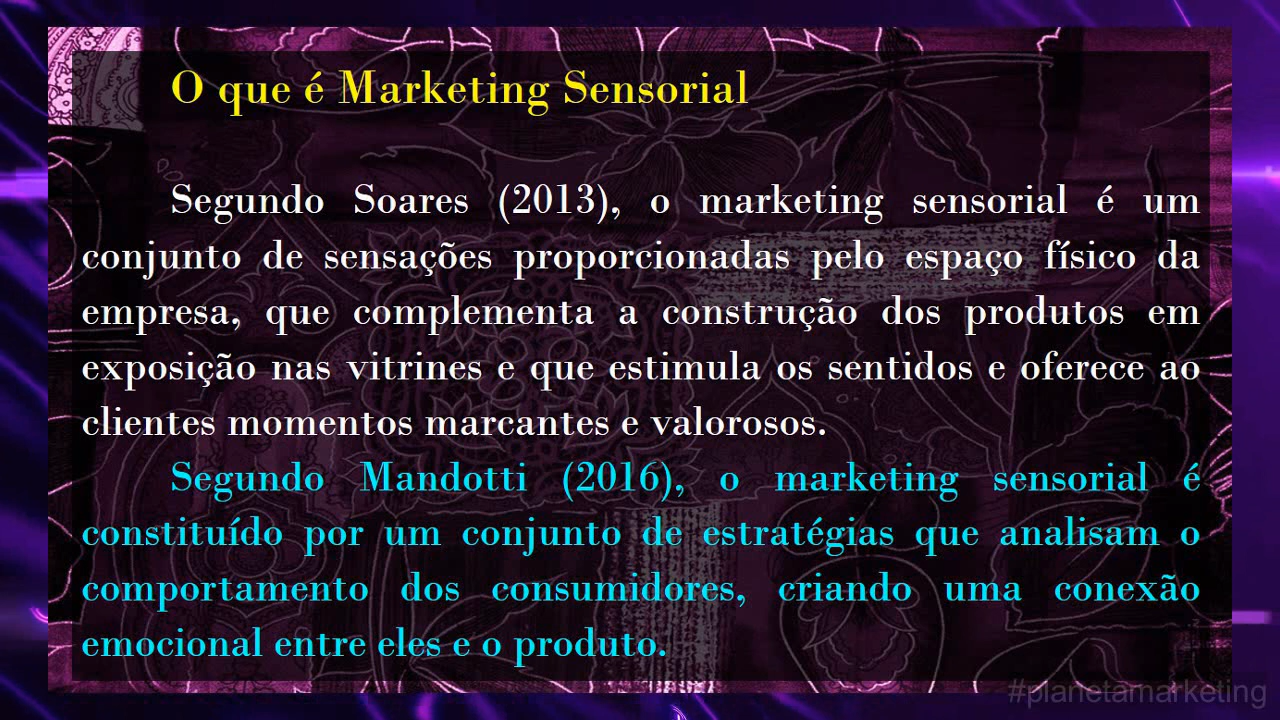 O que é Marketing Sensorial
Segundo Soares (2013), o marketing sensorial é um
conjunto de sensações proporcionadas pelo espaço físico da
empresa, que complementa a construção dos produtos em
exposição nas vitrines e que estimula os sentidos e oferece ao
clientes momentos marcantes e valorosos.
Segundo Mandotti (2016), o marketing sensorial é
constituído por um conjunto de estratégias que analisam o
comportamento dos consumidores, criando uma conexão
emocional entre eles e o produto.
#planetamarketing